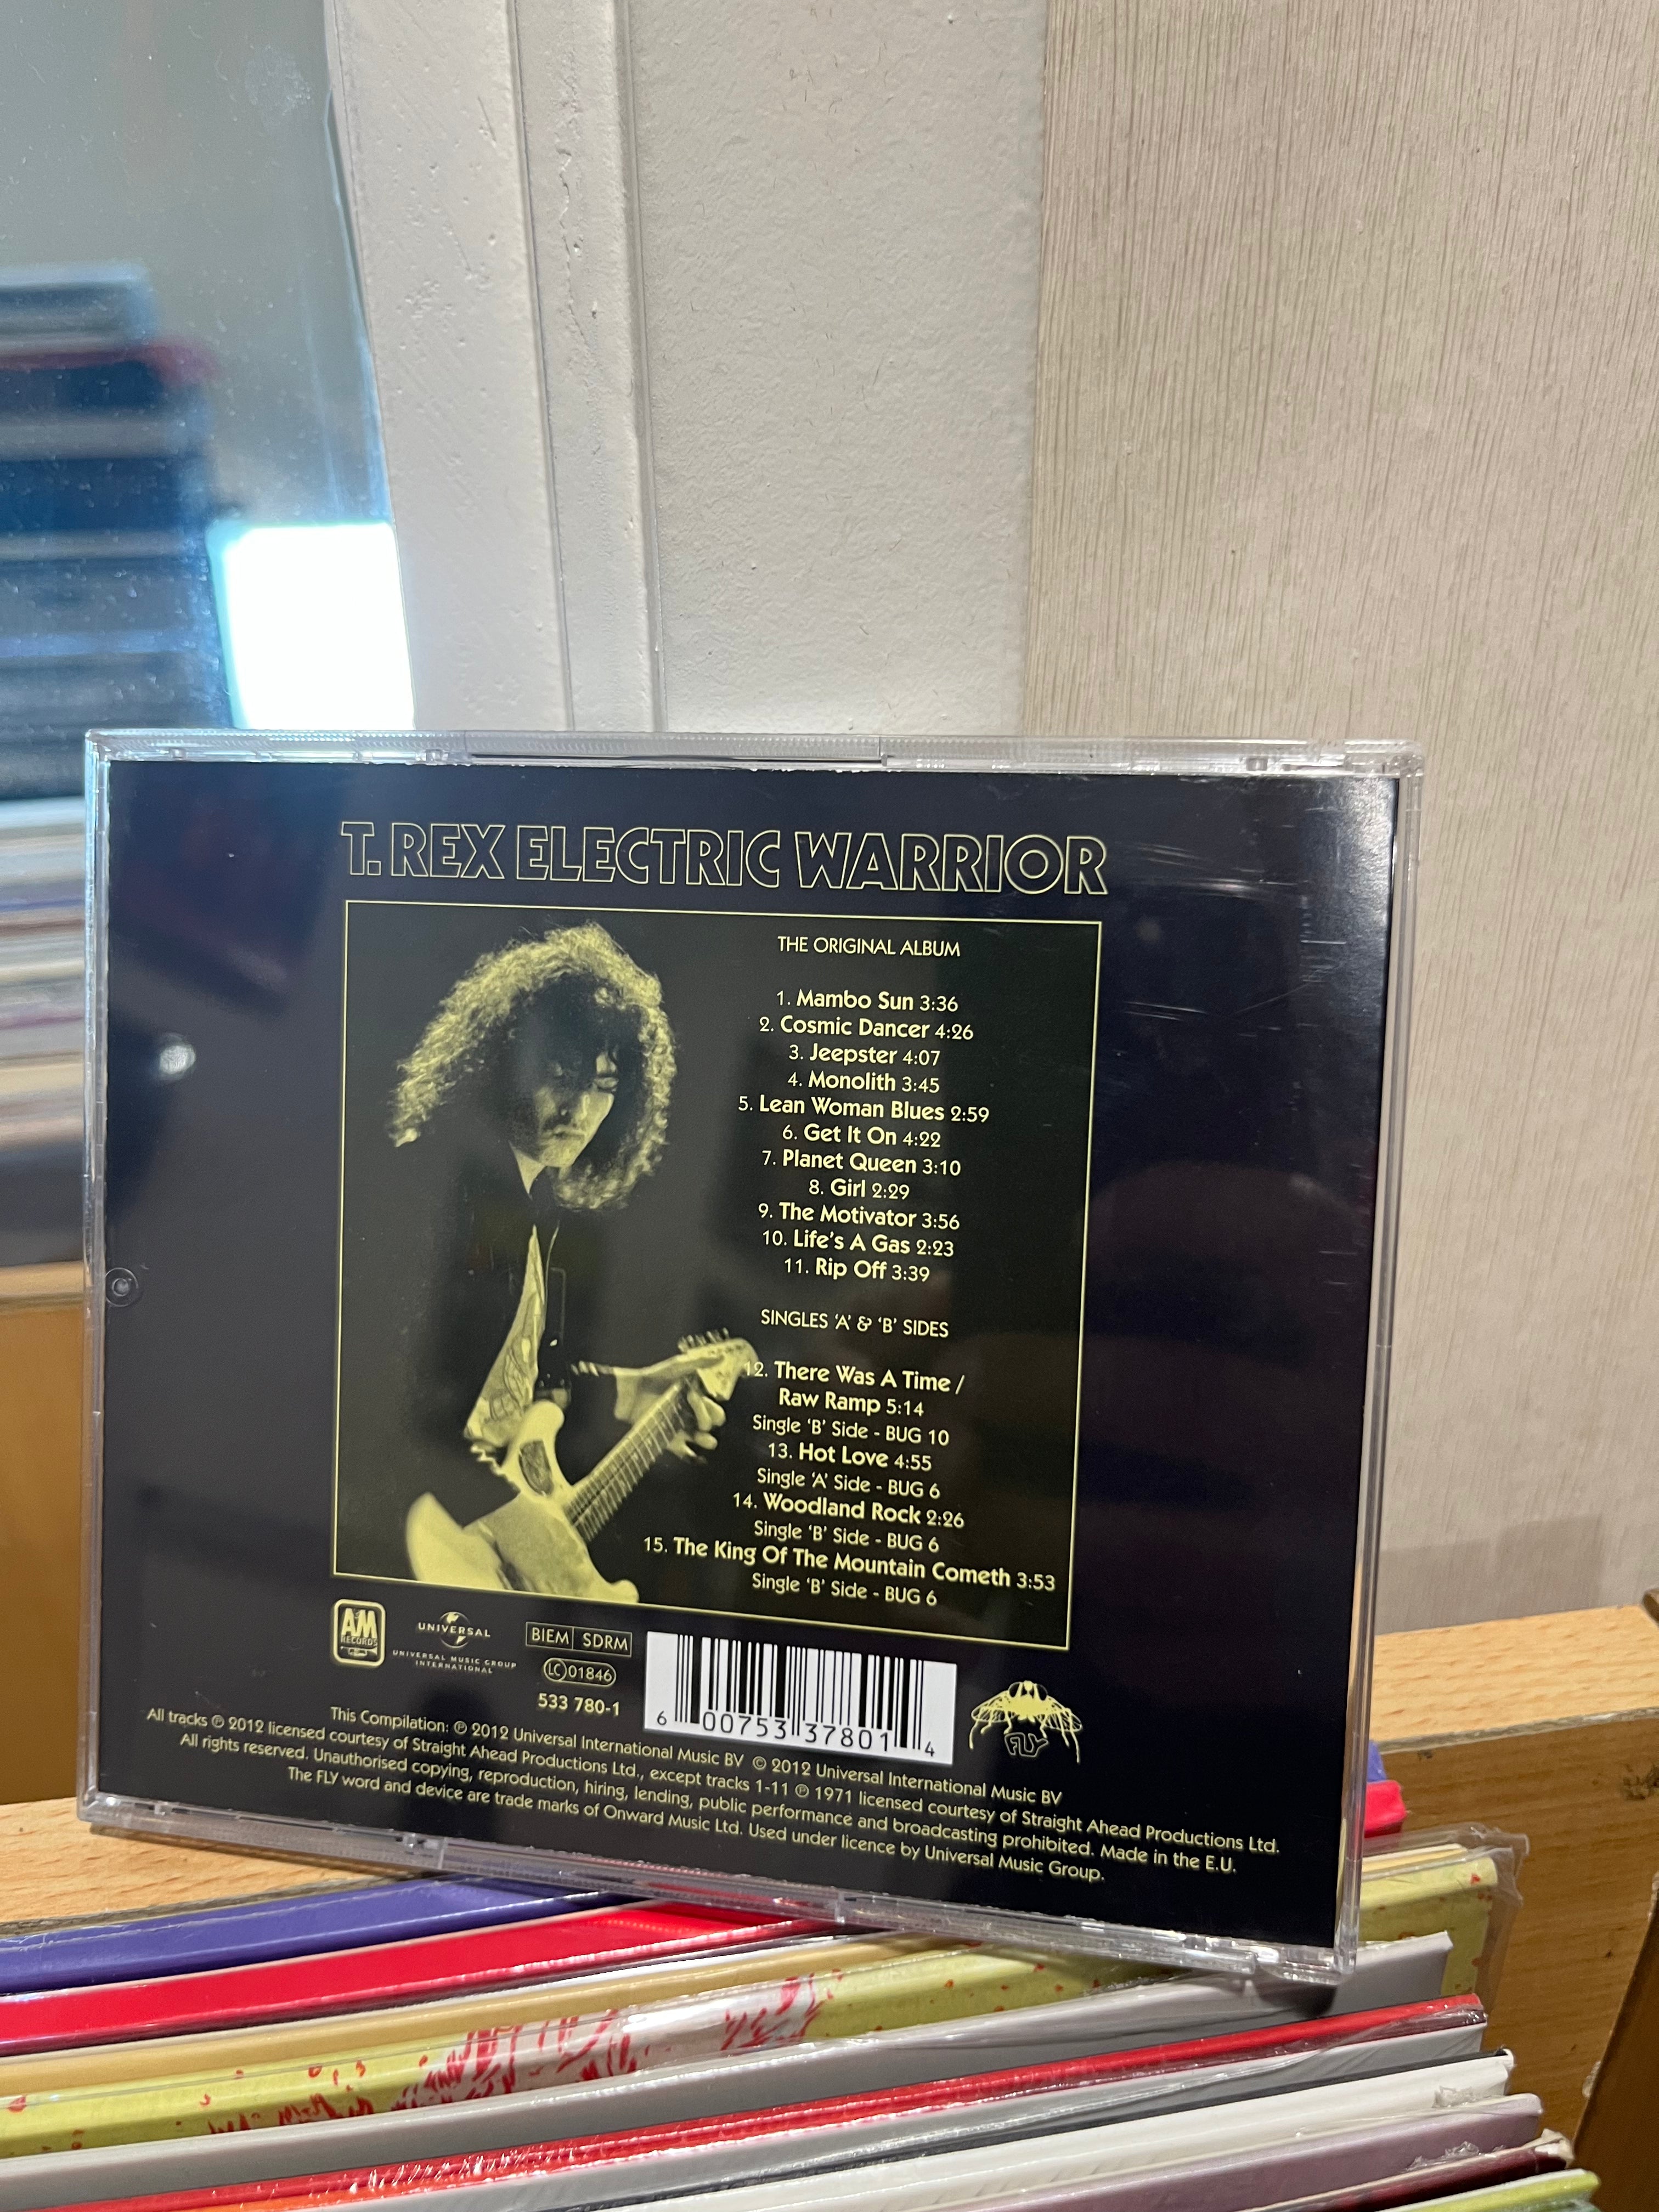 T. REX ELECTRIC WARRIOR
THE ORIGINAL ALBUM
1. Mambo Sun 3:36
2. Cosmic Dancer 4:26
3. Jeepster 4:07
4. Monolith 3:45
5. Lean Woman Blues 2:59
6. Get It On 4:22
7. Planet Queen 3:10
8. Girl 2:29
9. The Motivator 3:56
10. Life's A Gas 2:23
11. Rip Off 3:39
SINGLES 'A' & 'B' SIDES
12. There Was A Time /
Raw Ramp 5:14
Single 'B' Side - BUG 10
13. Hot Love 4:55
Single 'A' Side - BUG 6
14. Woodland Rock 2:26
Single 'B' Side - BUG 6
15. The King Of The Mountain Cometh 3:53
Single 'B' Side - BUG 6
A&M
RECORDS
UNIVERSAL
UNIVERSAL MUSIC GROUP
INTERNATIONAL
BIEM SDRM
LC 01846
533 780-1
6 00753 37801 4
FLY
This Compilation: ℗ 2012 Universal International Music BV © 2012 Universal International Music BV
All tracks ℗ 2012 licensed courtesy of Straight Ahead Productions Ltd., except tracks 1-11 ℗ 1971 licensed courtesy of Straight Ahead Productions Ltd.
All rights reserved. Unauthorised copying, reproduction, hiring, lending, public performance and broadcasting prohibited. Made in the E.U.
The FLY word and device are trade marks of Onward Music Ltd. Used under licence by Universal Music Group.